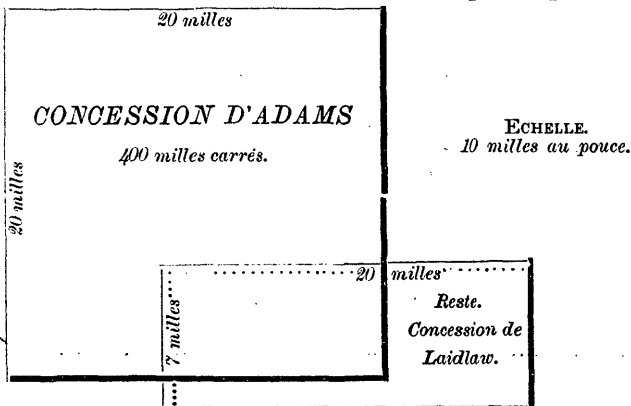 20 milles
CONCESSION D'ADAMS
400 milles carrés.
20 milles
ECHELLE.
10 milles au pouce.
20 milles
7 milles
Reste.
Concession de
Laidlaw.